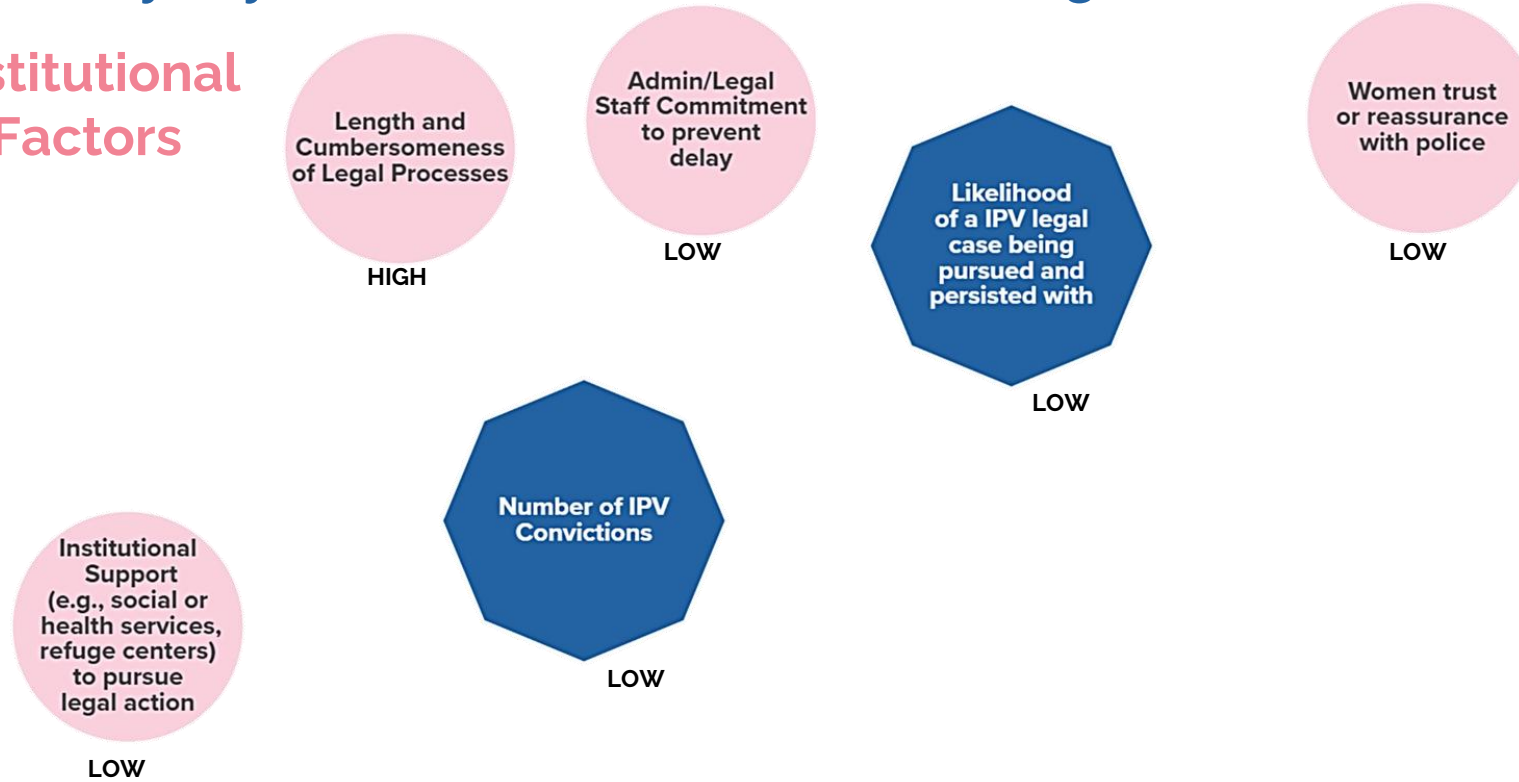 stitutional
Factors
Length and
Cumbersomeness
of Legal Processes
HIGH
Admin/Legal
Staff Commitment
to prevent
delay
LOW
Likelihood
of a IPV legal
case being
pursued and
persisted with
LOW
Women trust
or reassurance
with police
LOW
Number of IPV
Convictions
LOW
Institutional
Support
(e.g., social or
health services,
refuge centers)
to pursue
legal action
LOW